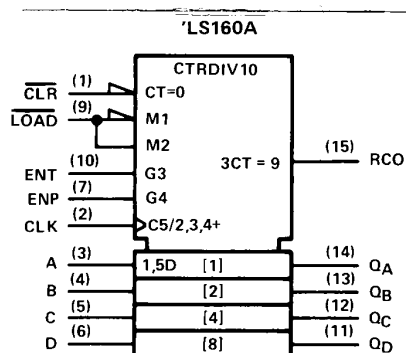 'LS160A
CTRDIV10
CLR (1) CT=0
LOAD (9) M1
M2
ENT (10) G3 3CT = 9 (15) RCO
ENP (7) G4
CLK (2) C5/2,3,4+
A (3) 1,5D [1] (14) QA
B (4) [2] (13) QB
C (5) [4] (12) QC
D (6) [8] (11) QD